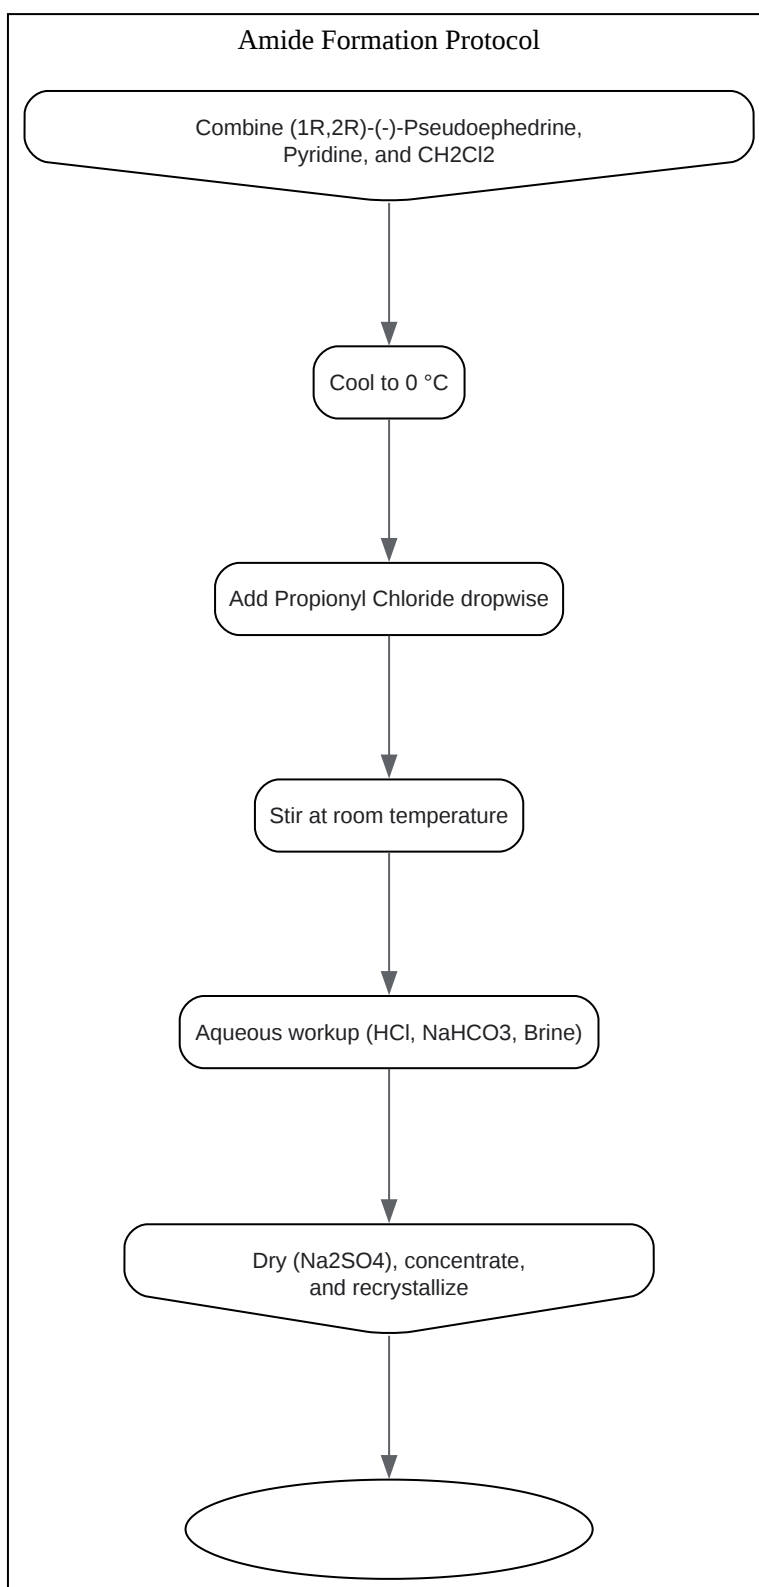 Amide Formation Protocol
Combine (1R,2R)-(-)-Pseudoephedrine,
Pyridine, and CH2Cl2
Cool to 0 °C
Add Propionyl Chloride dropwise
Stir at room temperature
Aqueous workup (HCl, NaHCO3, Brine)
Dry (Na2SO4), concentrate,
and recrystallize